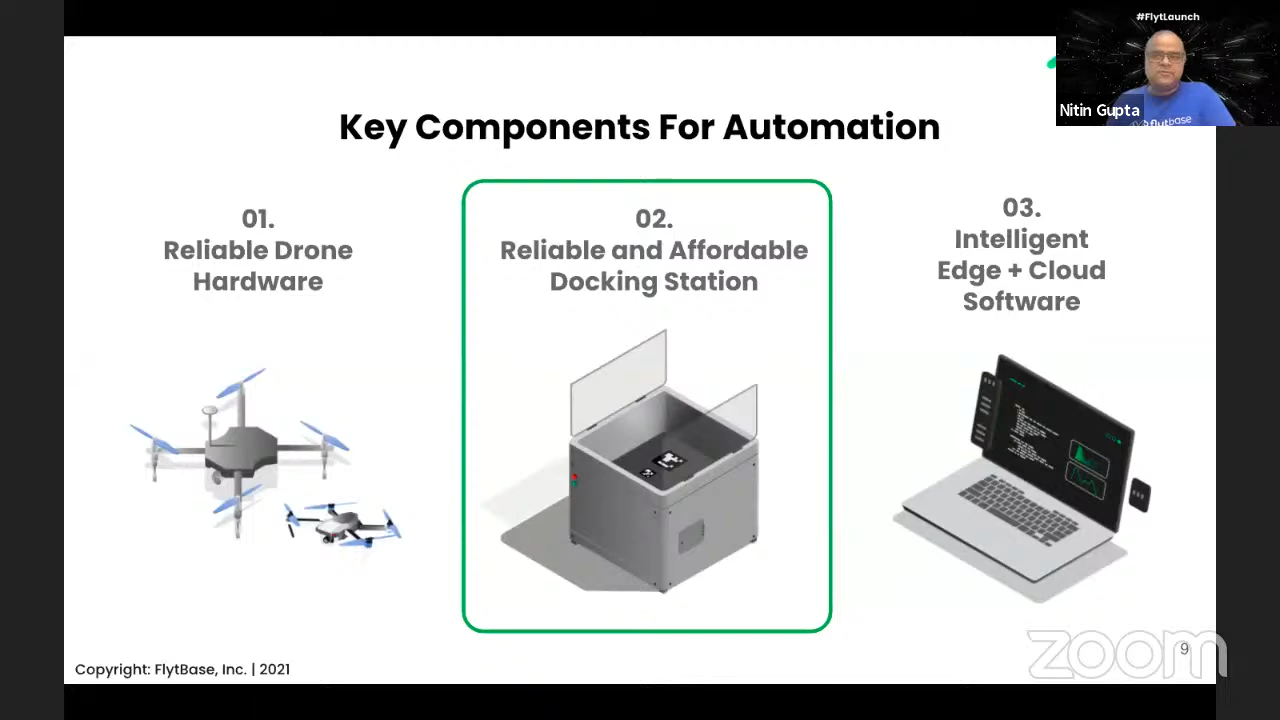 #FlytLaunch
Nitin Gupta
flytbase
Key Components For Automation
01.
Reliable Drone
Hardware
02.
Reliable and Affordable
Docking Station
03.
Intelligent
Edge + Cloud
Software
Copyright: FlytBase, Inc. | 2021
9
zoom